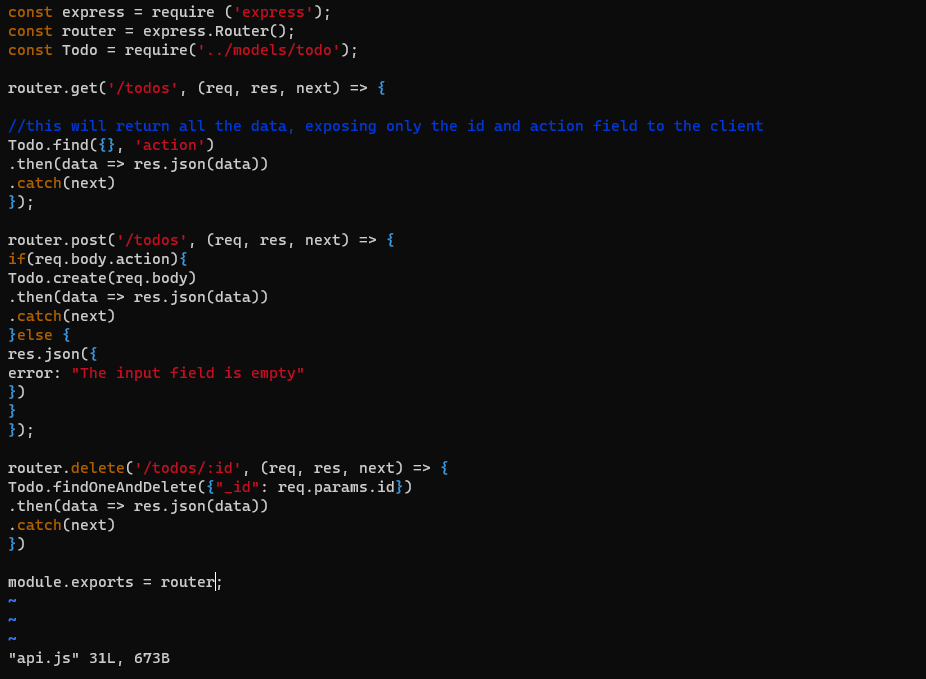 const express = require ('express');
const router = express.Router();
const Todo = require('../models/todo');

router.get('/todos', (req, res, next) => {

//this will return all the data, exposing only the id and action field to the client
Todo.find({}, 'action')
.then(data => res.json(data))
.catch(next)
});

router.post('/todos', (req, res, next) => {
if(req.body.action){
Todo.create(req.body)
.then(data => res.json(data))
.catch(next)
}else {
res.json({
error: "The input field is empty"
})
}
});

router.delete('/todos/:id', (req, res, next) => {
Todo.findOneAndDelete({"_id": req.params.id})
.then(data => res.json(data))
.catch(next)
})

module.exports = router;
~
~
~
"api.js" 31L, 673B